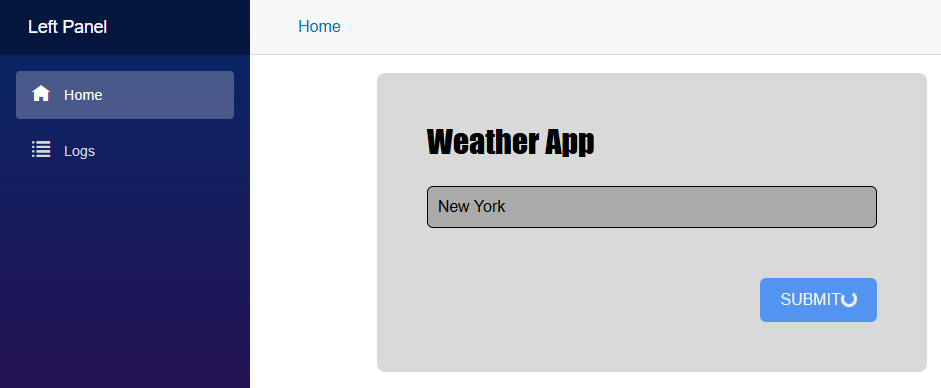 Left Panel
Home
Home
Logs
Weather App
New York
SUBMIT